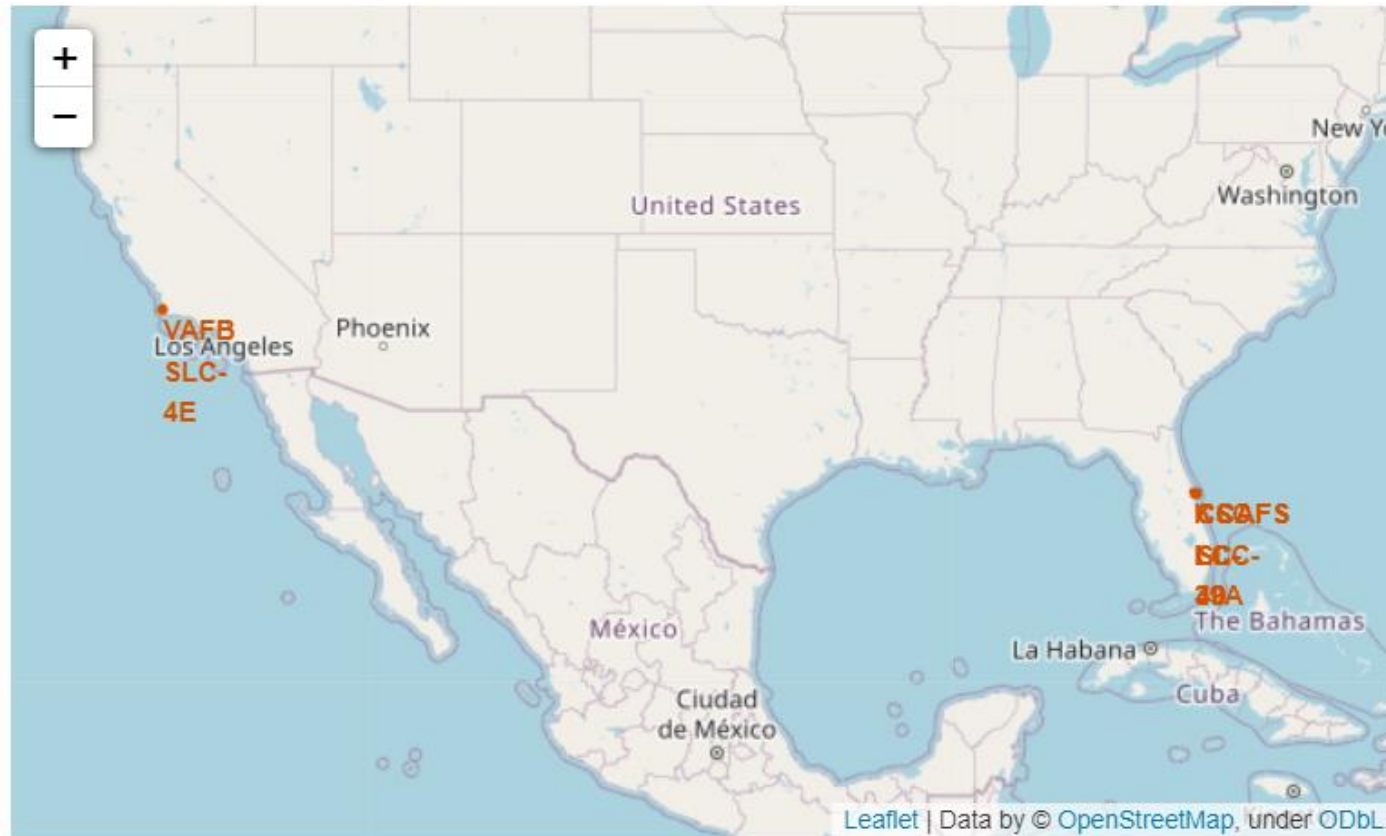 +
−
New Yo
Washington
United States
Phoenix
VAFB
Los Angeles
SLC-
4E
The Bahamas
México
La Habana
Cuba
Ciudad
de México
Leaflet | Data by © OpenStreetMap, under ODbL